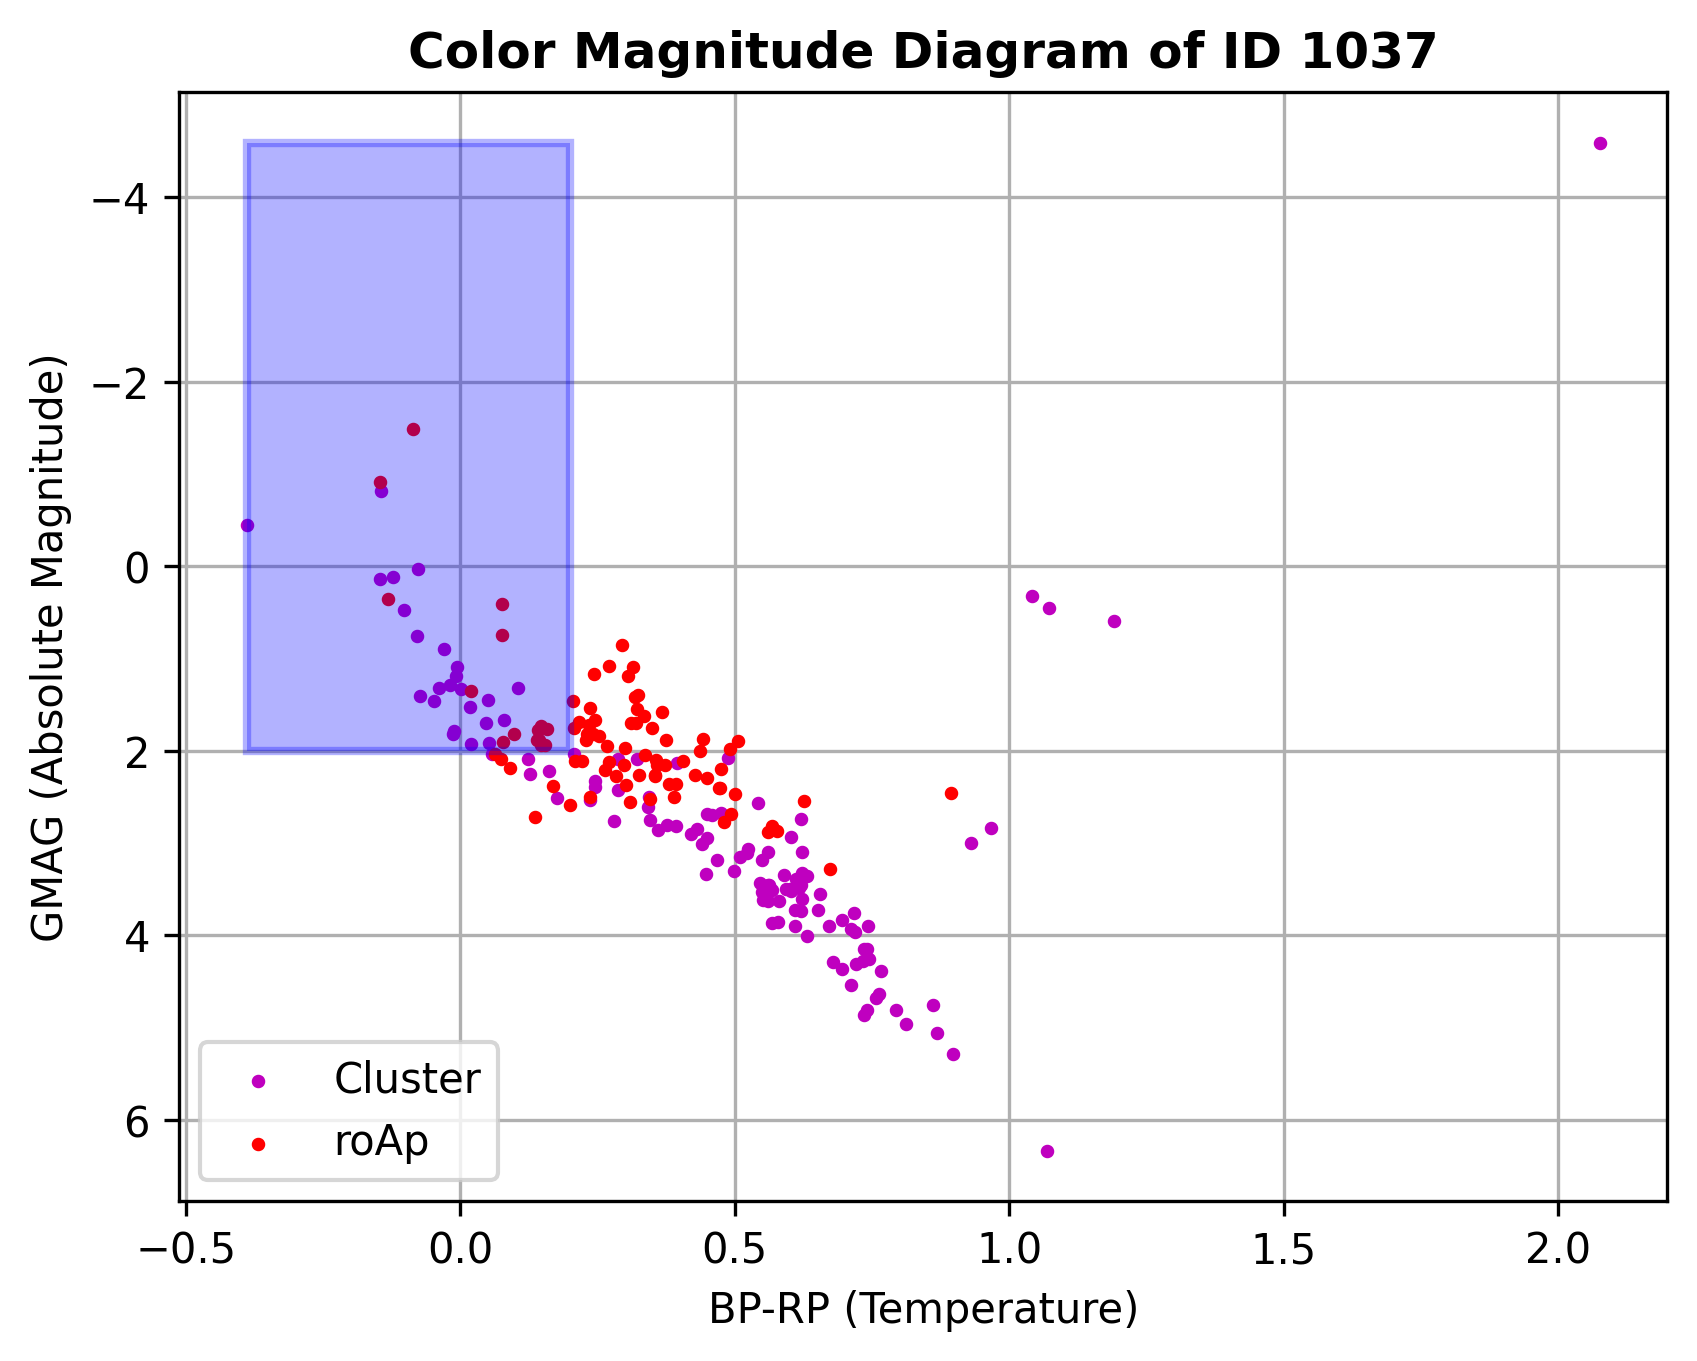 Color Magnitude Diagram of ID 1037
GMAG (Absolute Magnitude)
−4
−2
0
2
4
6
Cluster
roAp
−0.5 0.0 0.5 1.0 1.5 2.0
BP-RP (Temperature)